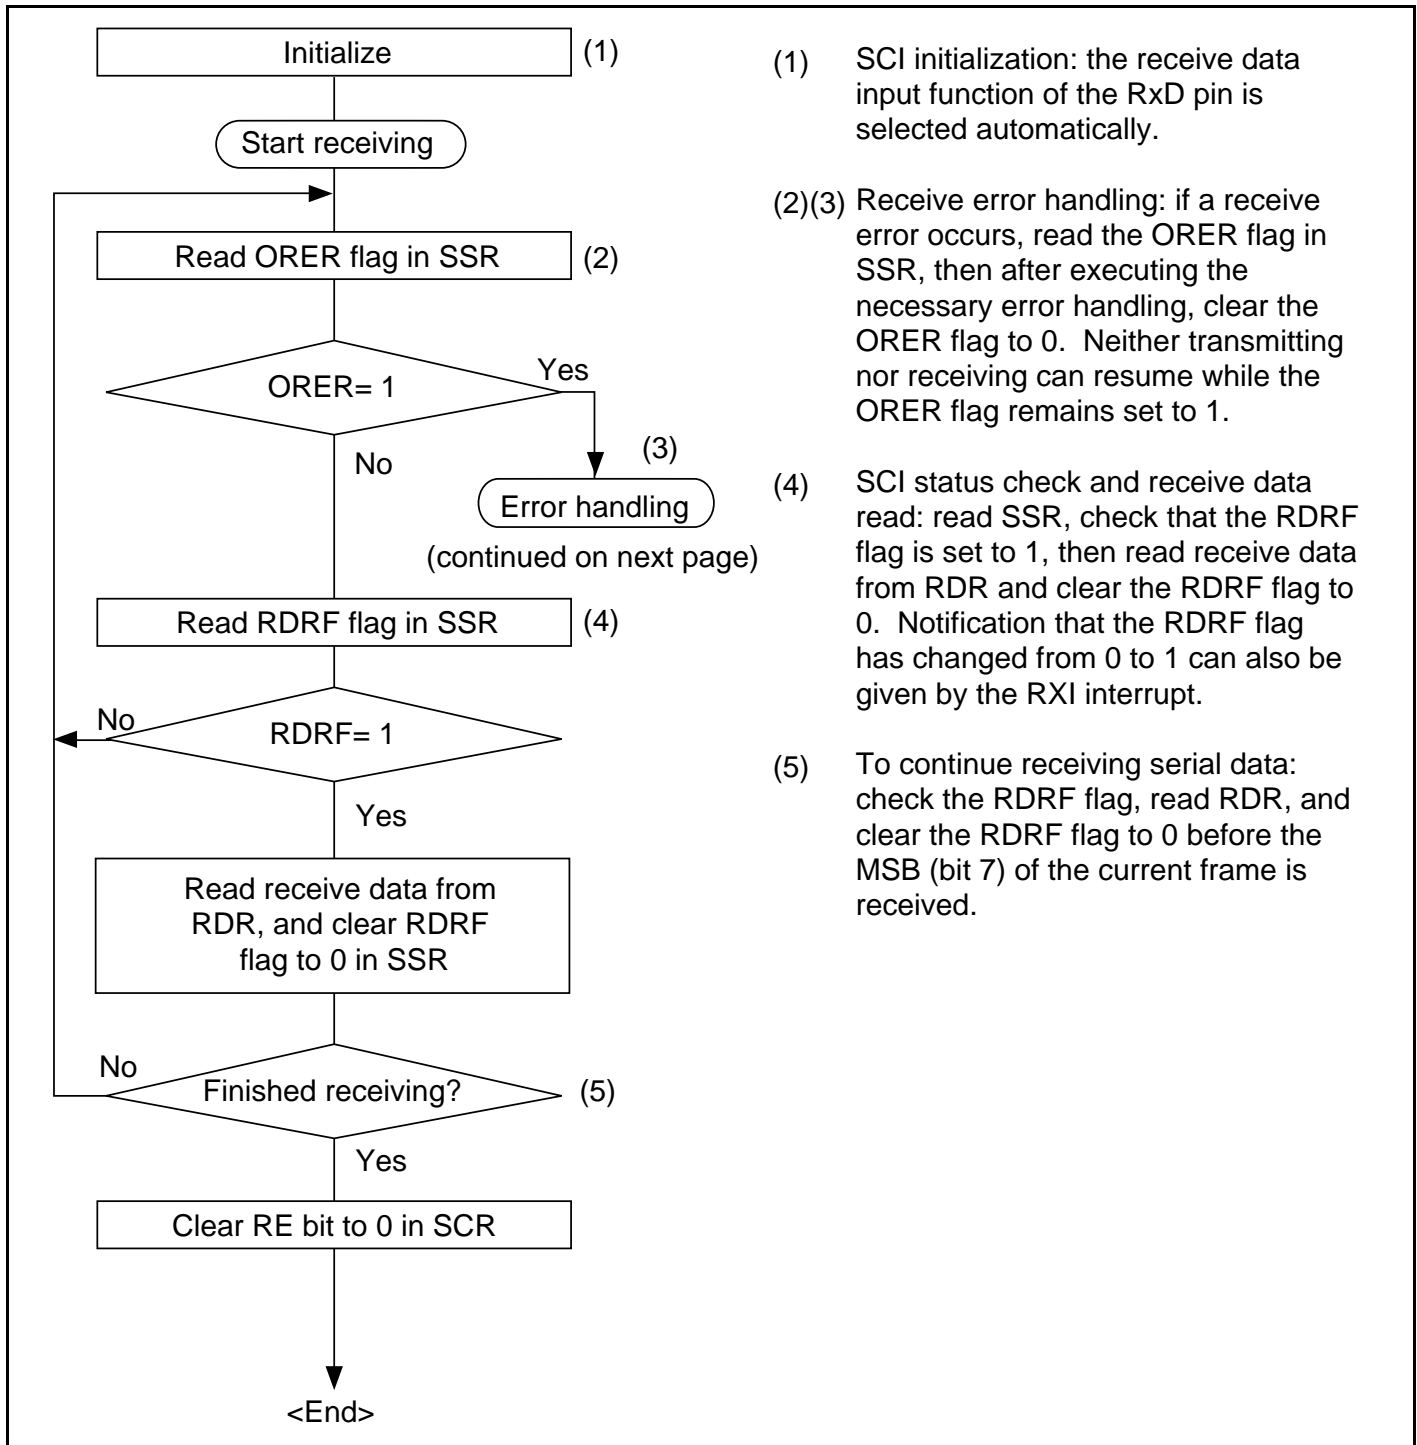 Initialize
(1)
Start receiving
Read ORER flag in SSR
(2)
ORER= 1
Yes
No
(3)
Error handling
(continued on next page)
Read RDRF flag in SSR
(4)
No
RDRF= 1
Yes
Read receive data from
RDR, and clear RDRF
flag to 0 in SSR
No
Finished receiving?
(5)
Yes
Clear RE bit to 0 in SCR
<End>
(1) SCI initialization: the receive data
input function of the RxD pin is
selected automatically.
(2)(3) Receive error handling: if a receive
error occurs, read the ORER flag in
SSR, then after executing the
necessary error handling, clear the
ORER flag to 0.  Neither transmitting
nor receiving can resume while the
ORER flag remains set to 1.
(4) SCI status check and receive data
read: read SSR, check that the RDRF
flag is set to 1, then read receive data
from RDR and clear the RDRF flag to
0.  Notification that the RDRF flag
has changed from 0 to 1 can also be
given by the RXI interrupt.
(5) To continue receiving serial data:
check the RDRF flag, read RDR, and
clear the RDRF flag to 0 before the
MSB (bit 7) of the current frame is
received.